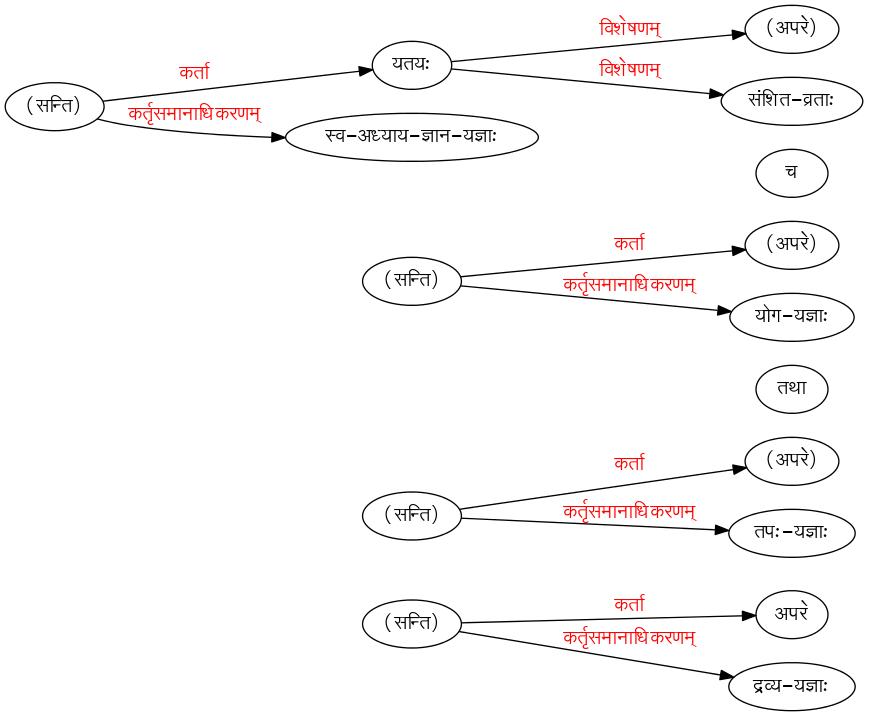 (अपरे)
विशेषणम्
यतयः
कर्ता
विशेषणम्
(सन्ति)
संशित-व्रताः
कर्तृसमानाधिकरणम्
स्व-अध्याय-ज्ञान-यज्ञाः
च
(अपरे)
कर्ता
(सन्ति)
कर्तृसमानाधिकरणम्
योग-यज्ञाः
तथा
(अपरे)
कर्ता
(सन्ति)
कर्तृसमानाधिकरणम्
तपः-यज्ञाः
कर्ता
अपरे
(सन्ति)
कर्तृसमानाधिकरणम्
द्रव्य-यज्ञाः